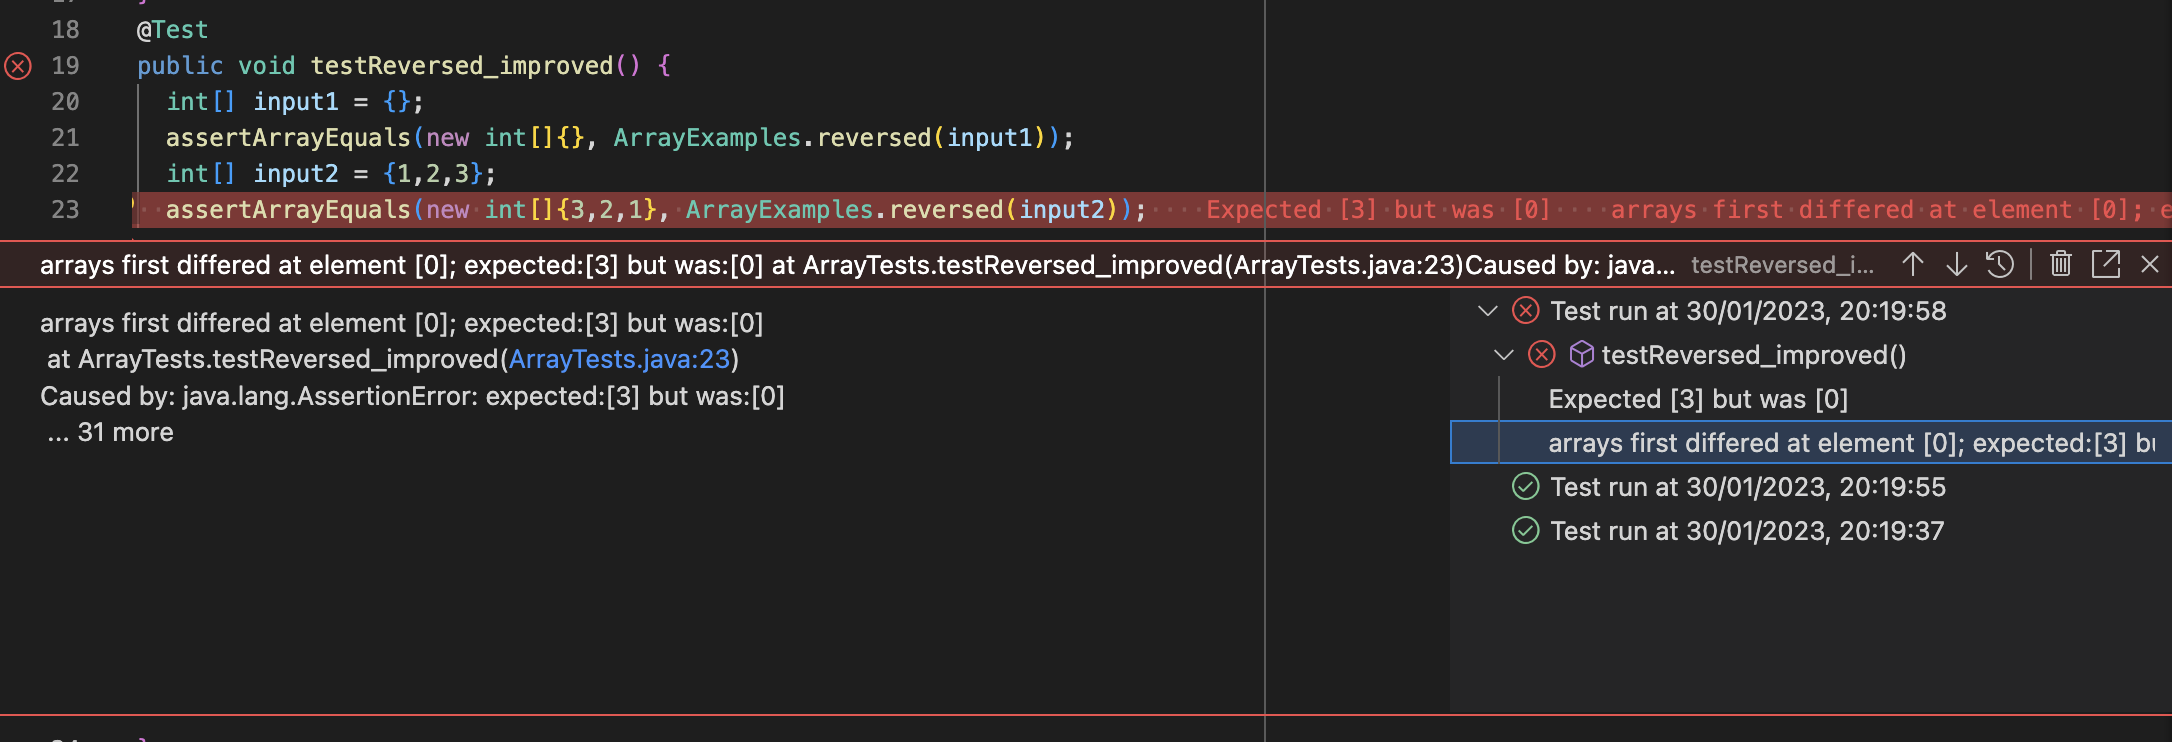 18 @Test
19 public void testReversed_improved() {
20 int[] input1 = {};
21 assertArrayEquals(new int[]{}, ArrayExamples.reversed(input1));
22 int[] input2 = {1,2,3};
23 assertArrayEquals(new int[]{3,2,1}, ArrayExamples.reversed(input2)); Expected [3] but was [0] arrays first differed at element [0]; e
arrays first differed at element [0]; expected:[3] but was:[0] at ArrayTests.testReversed_improved(ArrayTests.java:23)Caused by: java... testReversed_i...
arrays first differed at element [0]; expected:[3] but was:[0]
at ArrayTests.testReversed_improved(ArrayTests.java:23)
Caused by: java.lang.AssertionError: expected:[3] but was:[0]
... 31 more
Test run at 30/01/2023, 20:19:58
testReversed_improved()
Expected [3] but was [0]
arrays first differed at element [0]; expected:[3] bu
Test run at 30/01/2023, 20:19:55
Test run at 30/01/2023, 20:19:37